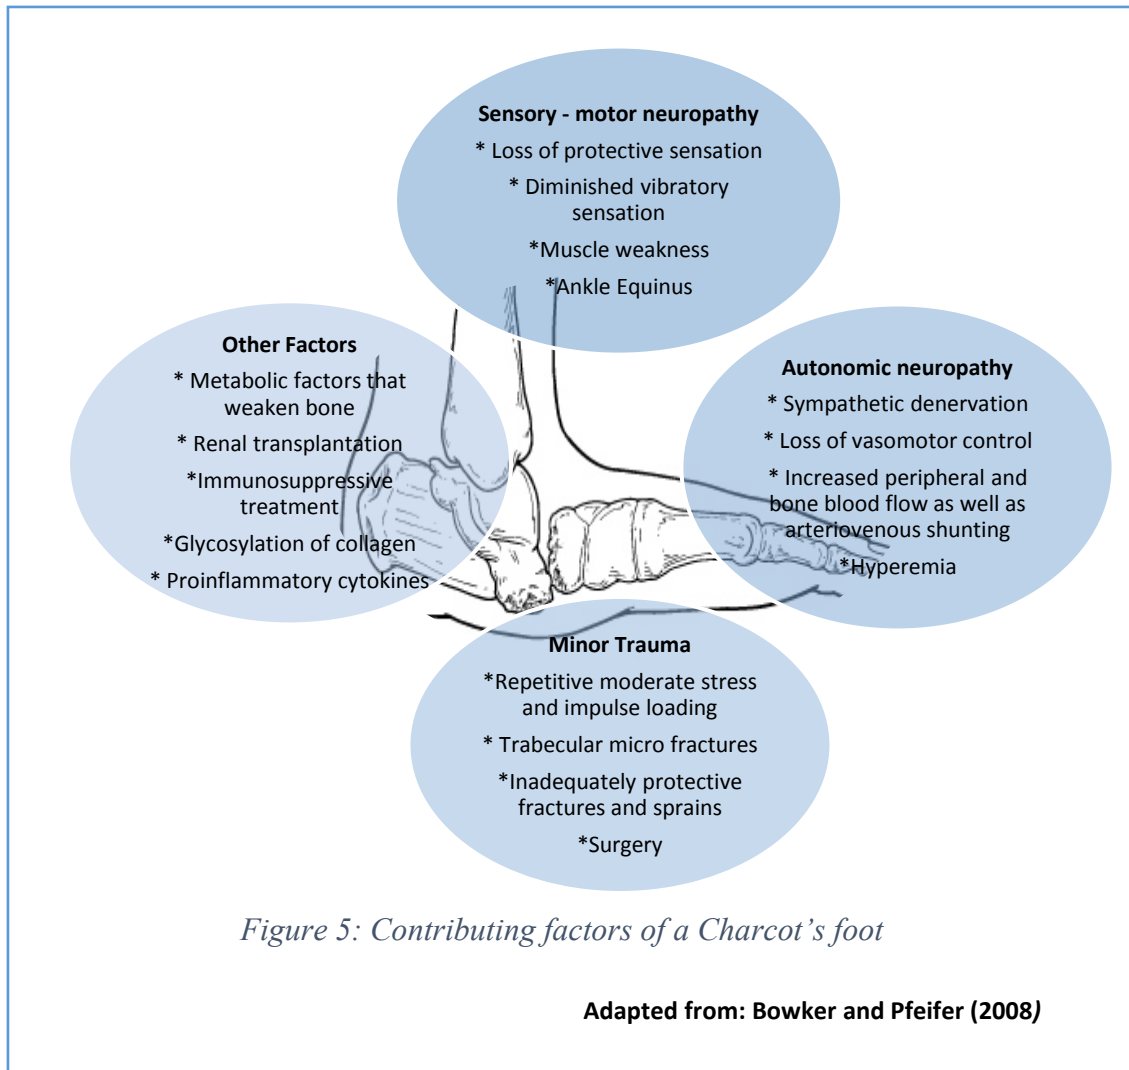 Sensory - motor neuropathy
* Loss of protective sensation
* Diminished vibratory
sensation
*Muscle weakness
*Ankle Equinus
Other Factors
* Metabolic factors that
weaken bone
* Renal transplantation
*Immunosuppressive
treatment
*Glycosylation of collagen
* Proinflammatory cytokines
Autonomic neuropathy
* Sympathetic denervation
* Loss of vasomotor control
* Increased peripheral and
bone blood flow as well as
arteriovenous shunting
*Hyperemia
Minor Trauma
*Repetitive moderate stress
and impulse loading
* Trabecular micro fractures
*Inadequately protective
fractures and sprains
*Surgery
Figure 5: Contributing factors of a Charcot’s foot
Adapted from: Bowker and Pfeifer (2008)